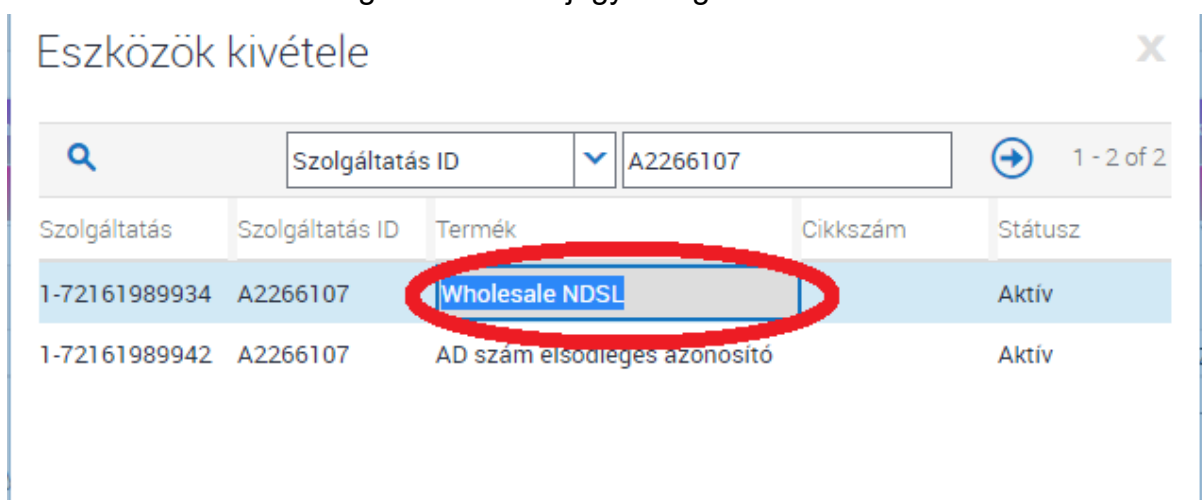 Eszközök kivétele X
Szolgáltatás ID A2266107 1 - 2 of 2
Szolgáltatás Szolgáltatás ID Termék Cikkszám Státusz
1-72161989934 A2266107 Wholesale NDSL Aktív
1-72161989942 A2266107 AD szám elsődleges azonosító Aktív